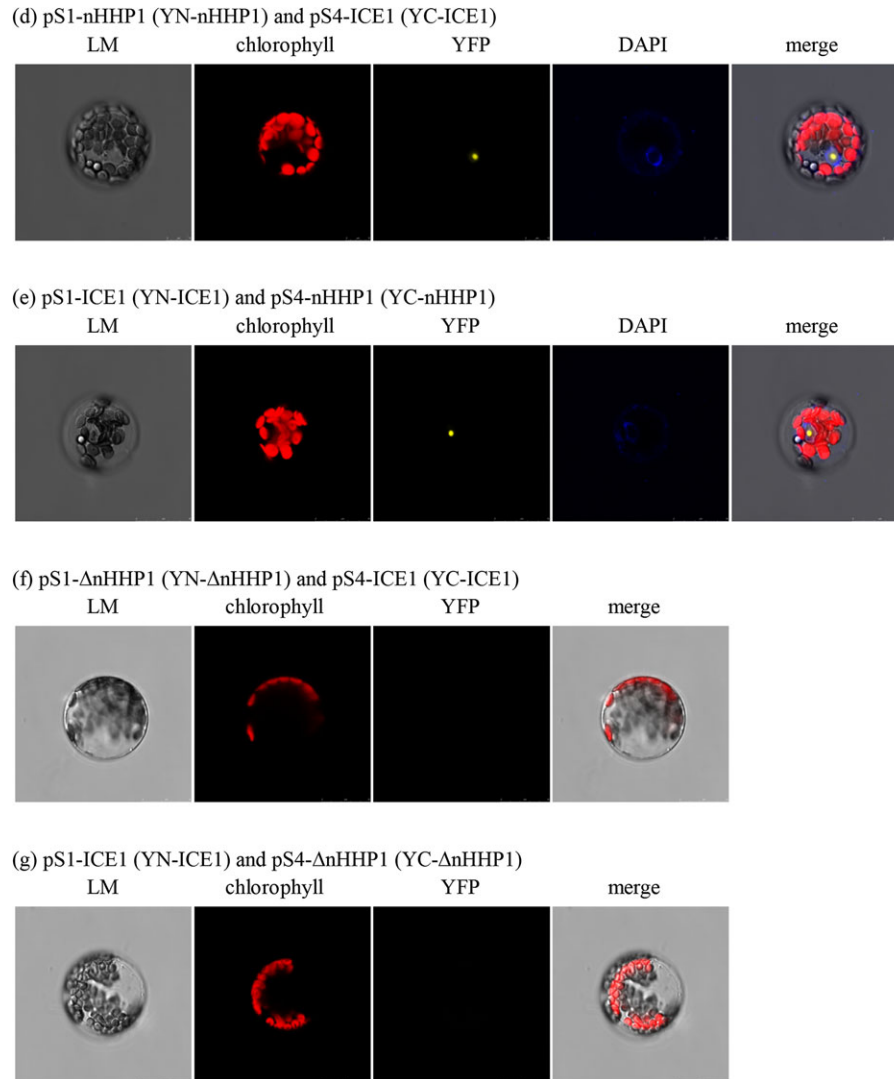 (d) pS1-nHHP1 (YN-nHHP1) and pS4-ICE1 (YC-ICE1)
LM chlorophyll YFP DAPI merge
(e) pS1-ICE1 (YN-ICE1) and pS4-nHHP1 (YC-nHHP1)
LM chlorophyll YFP DAPI merge
(f) pS1-ΔnHHP1 (YN-ΔnHHP1) and pS4-ICE1 (YC-ICE1)
LM chlorophyll YFP merge
(g) pS1-ICE1 (YN-ICE1) and pS4-ΔnHHP1 (YC-ΔnHHP1)
LM chlorophyll YFP merge